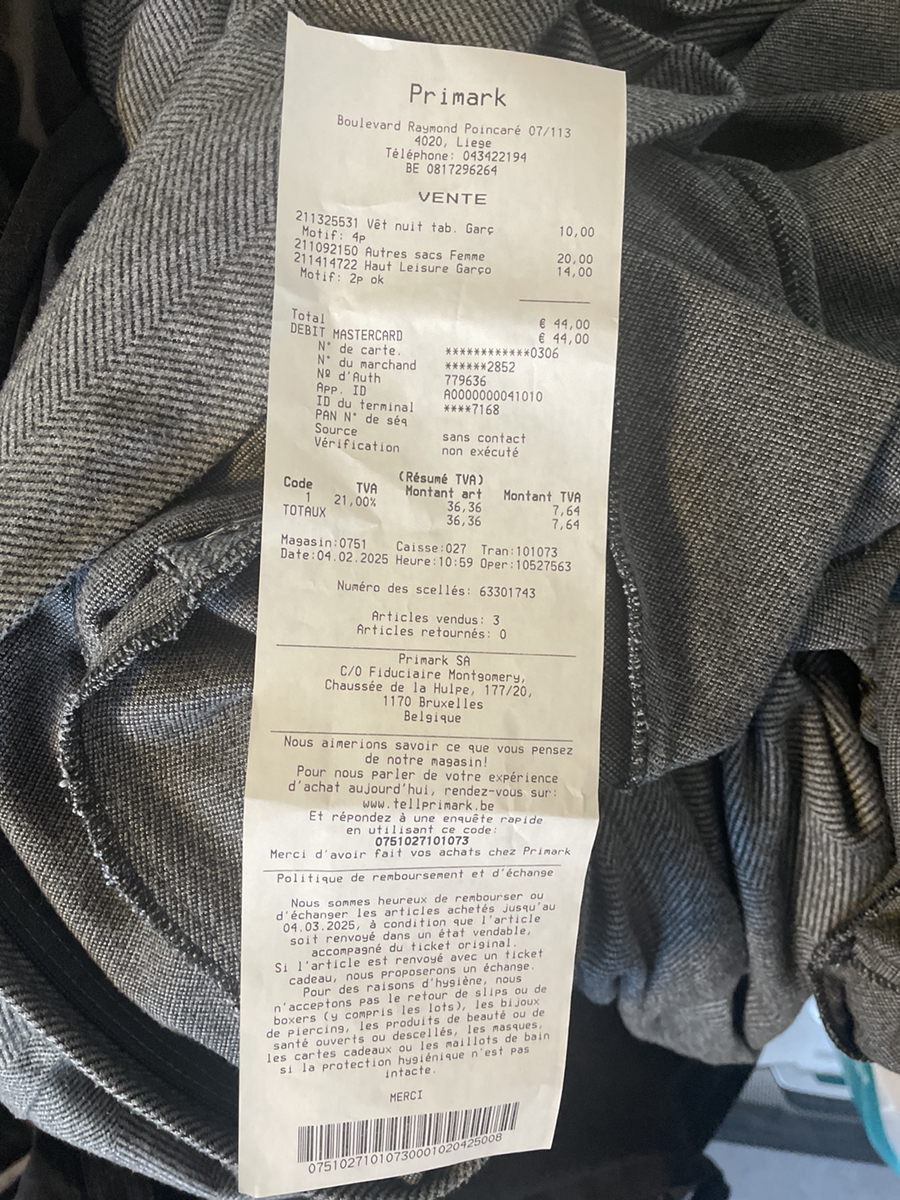 Primark
Boulevard Raymond Poincaré 07/113
4020, Liege
Téléphone: 043422194
BE 0817296264
VENTE
211325531 Vêt nuit tab. Garç 10,00
Motif: 4p
211092150 Autres sacs Femme 20,00
211414722 Haut Leisure Garço 14,00
Motif: 2p ok
Total € 44,00
DEBIT MASTERCARD € 44,00
N° de carte. ************0306
N° du marchand ******2852
Nº d'Auth 779636
App. ID A0000000041010
ID du terminal ****7168
PAN N° de séq
Source sans contact
Vérification non exécuté
(Résumé TVA)
Code TVA Montant art Montant TVA
1 21,00% 36,36 7,64
TOTAUX 36,36 7,64
Magasin:0751 Caisse:027 Tran:101073
Date:04.02.2025 Heure:10:59 Oper:10527563
Numéro des scellés: 63301743
Articles vendus: 3
Articles retournés: 0
Primark SA
C/O Fiduciaire Montgomery,
Chaussée de la Hulpe, 177/20,
1170 Bruxelles
Belgique
Nous aimerions savoir ce que vous pensez
de notre magasin!
Pour nous parler de votre expérience
d'achat aujourd'hui, rendez-vous sur:
www.tellprimark.be
Et répondez à une enquête rapide
en utilisant ce code:
0751027101073
Merci d'avoir fait vos achats chez Primark
Politique de remboursement et d'échange
Nous sommes heureux de rembourser ou
d'échanger les articles achetés jusqu'au
04.03.2025, à condition que l'article
soit renvoyé dans un état vendable,
accompagné du ticket original.
Si l'article est renvoyé avec un ticket
cadeau, nous proposerons un échange.
Pour des raisons d'hygiène, nous
n'acceptons pas le retour de slips ou de
boxers (y compris les lots), les bijoux
de piercing, les produits de beauté ou de
santé ouverts ou descellés, les masques,
les cartes cadeaux ou les maillots de bain
si la protection hygiénique n'est pas
intacte.
MERCI
07510271010730001020425008